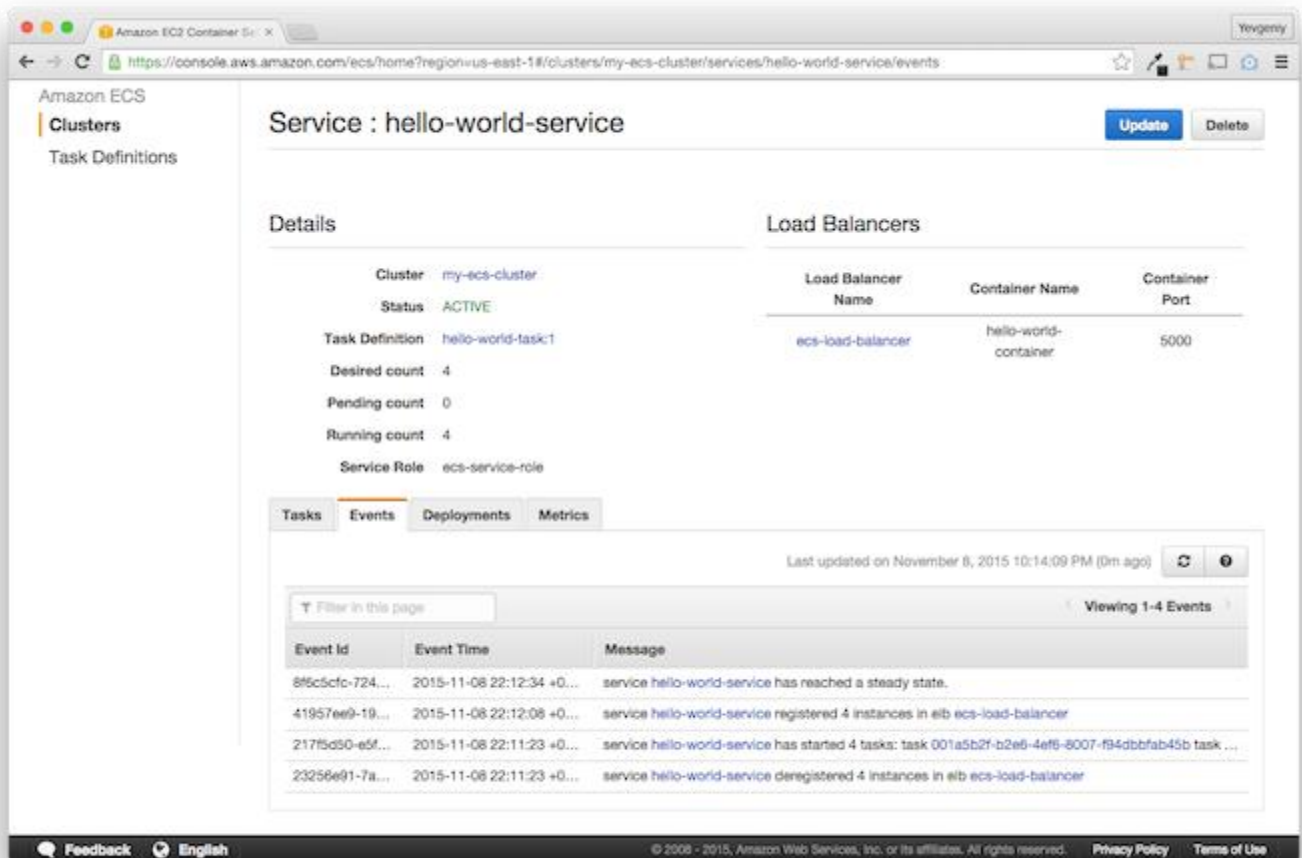 Amazon EC2 Container Se
Yevgeniy
https://console.aws.amazon.com/ecs/home?region=us-east-1#/clusters/my-ecs-cluster/services/hello-world-service/events
Amazon ECS
Clusters
Task Definitions
Service : hello-world-service
Update
Delete
Details
Cluster my-ecs-cluster
Status ACTIVE
Task Definition hello-world-task:1
Desired count 4
Pending count 0
Running count 4
Service Role ecs-service-role
Load Balancers
Load Balancer Name
Container Name
Container Port
ecs-load-balancer
hello-world-container
5000
Tasks Events Deployments Metrics
Last updated on November 8, 2015 10:14:09 PM (0m ago)
Filter in this page
Viewing 1-4 Events
Event Id Event Time Message
8f6c5cfc-724... 2015-11-08 22:12:34 +0... service hello-world-service has reached a steady state.
41957ee9-19... 2015-11-08 22:12:08 +0... service hello-world-service registered 4 instances in elb ecs-load-balancer
217f5d50-e5f... 2015-11-08 22:11:23 +0... service hello-world-service has started 4 tasks: task 001a5b2f-b2e6-4ef6-8007-f94dbbfab45b task ...
23256e91-7a... 2015-11-08 22:11:23 +0... service hello-world-service deregistered 4 instances in elb ecs-load-balancer
Feedback English
© 2008 - 2015, Amazon Web Services, Inc. or its affiliates. All rights reserved. Privacy Policy Terms of Use